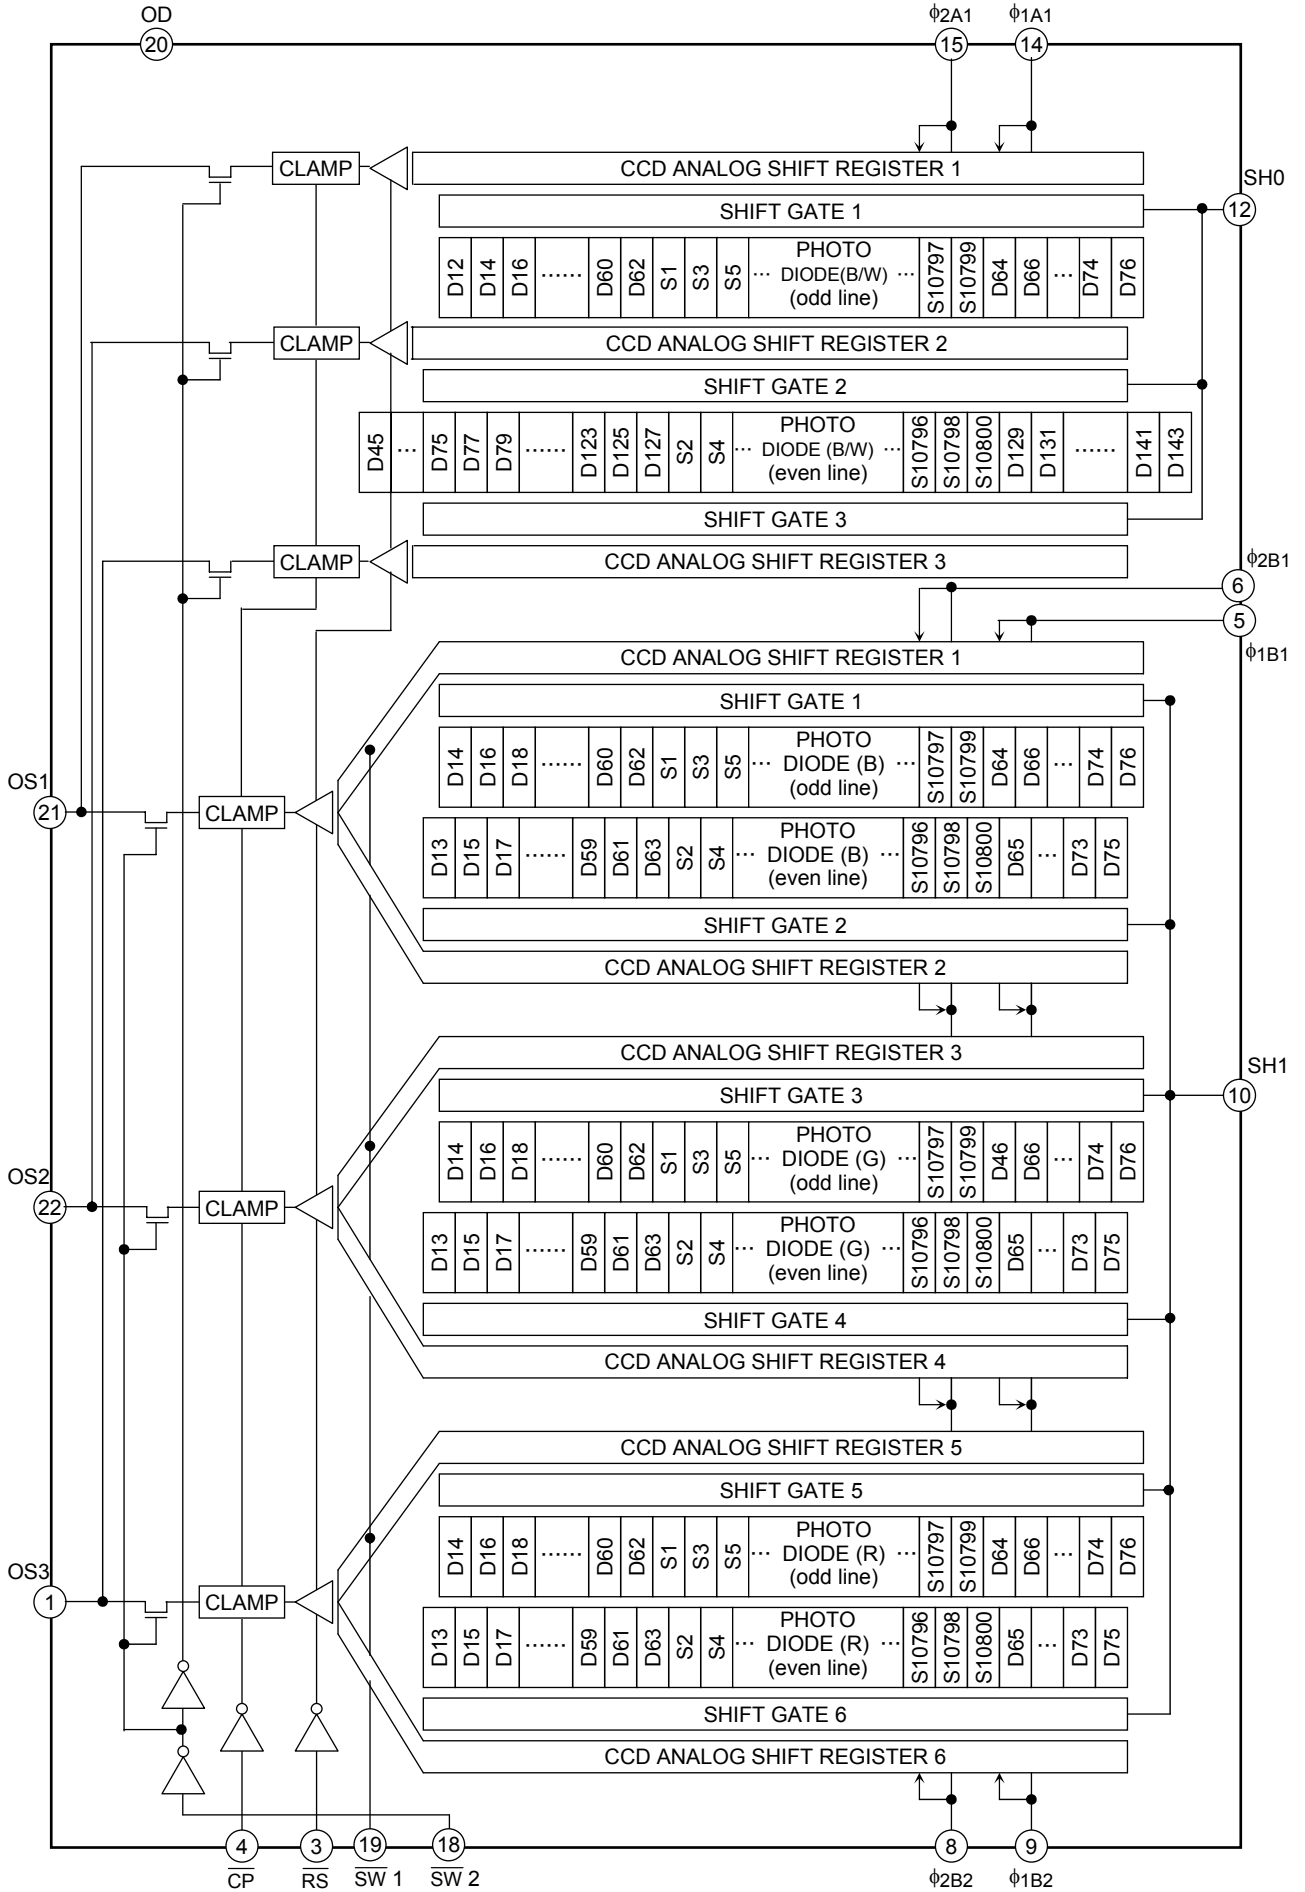 OD
20
ϕ2A1
15
ϕ1A1
14
CLAMP
CCD ANALOG SHIFT REGISTER 1
SH0
12
SHIFT GATE 1
D12 D14 D16 ...... D60 D62 S1 S3 S5 ... PHOTO DIODE(B/W) (odd line) ... S10797 S10799 D64 D66 ... D74 D76
CLAMP
CCD ANALOG SHIFT REGISTER 2
SHIFT GATE 2
D45 ... D75 D77 D79 ...... D123 D125 D127 S2 S4 ... PHOTO DIODE (B/W) (even line) ... S10796 S10798 S10800 D129 D131 ...... D141 D143
SHIFT GATE 3
CLAMP
CCD ANALOG SHIFT REGISTER 3
ϕ2B1
6
5
ϕ1B1
CCD ANALOG SHIFT REGISTER 1
SHIFT GATE 1
D14 D16 D18 ...... D60 D62 S1 S3 S5 ... PHOTO DIODE (B) (odd line) ... S10797 S10799 D64 D66 ... D74 D76
OS1
21
CLAMP
D13 D15 D17 ...... D59 D61 D63 S2 S4 ... PHOTO DIODE (B) (even line) ... S10796 S10798 S10800 D65 ... D73 D75
SHIFT GATE 2
CCD ANALOG SHIFT REGISTER 2
CCD ANALOG SHIFT REGISTER 3
SH1
10
SHIFT GATE 3
D14 D16 D18 ...... D60 D62 S1 S3 S5 ... PHOTO DIODE (G) (odd line) ... S10797 S10799 D46 D66 ... D74 D76
OS2
22
CLAMP
D13 D15 D17 ...... D59 D61 D63 S2 S4 ... PHOTO DIODE (G) (even line) ... S10796 S10798 S10800 D65 ... D73 D75
SHIFT GATE 4
CCD ANALOG SHIFT REGISTER 4
CCD ANALOG SHIFT REGISTER 5
SHIFT GATE 5
D14 D16 D18 ...... D60 D62 S1 S3 S5 ... PHOTO DIODE (R) (odd line) ... S10797 S10799 D64 D66 ... D74 D76
OS3
1
CLAMP
D13 D15 D17 ...... D59 D61 D63 S2 S4 ... PHOTO DIODE (R) (even line) ... S10796 S10798 S10800 D65 ... D73 D75
SHIFT GATE 6
CCD ANALOG SHIFT REGISTER 6
4
C̅P̅
3
R̅S̅
19
S̅W̅ 1
18
S̅W̅ 2
8
ϕ2B2
9
ϕ1B2